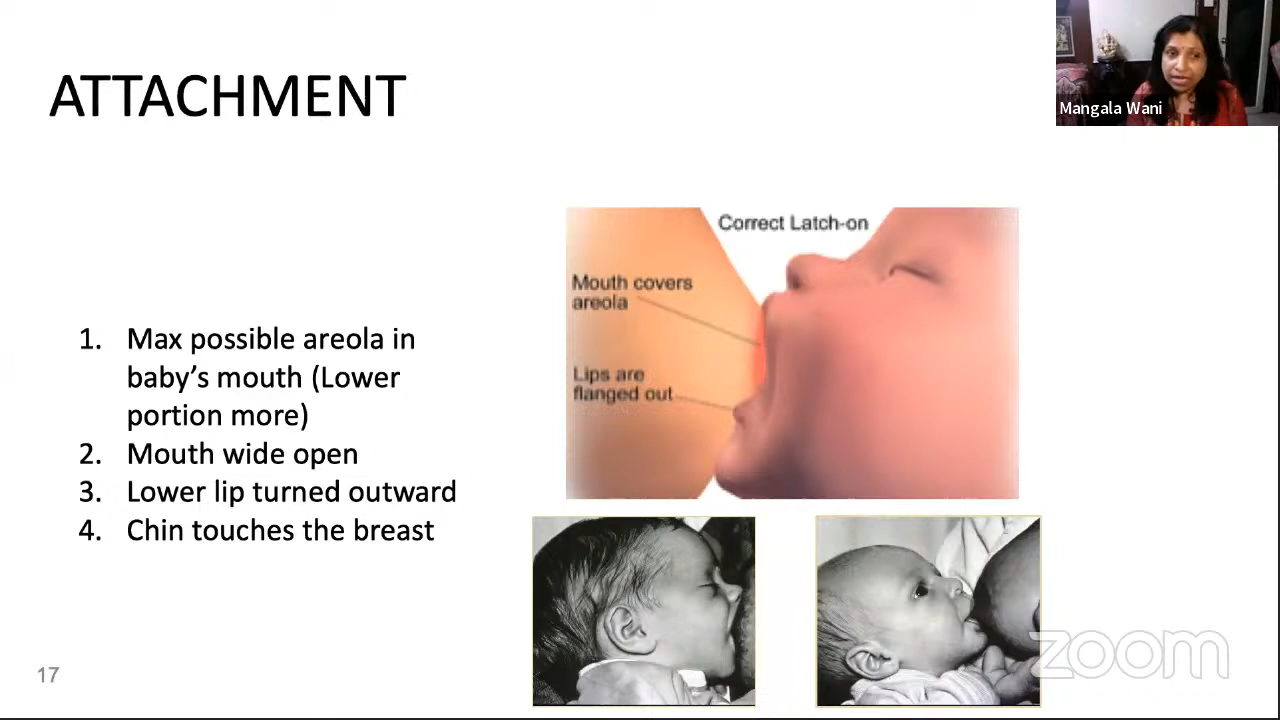 ATTACHMENT
Mangala Wani
Correct Latch-on
Mouth covers
areola
Lips are
flanged out
1. Max possible areola in
baby’s mouth (Lower
portion more)
2. Mouth wide open
3. Lower lip turned outward
4. Chin touches the breast
zoom
17